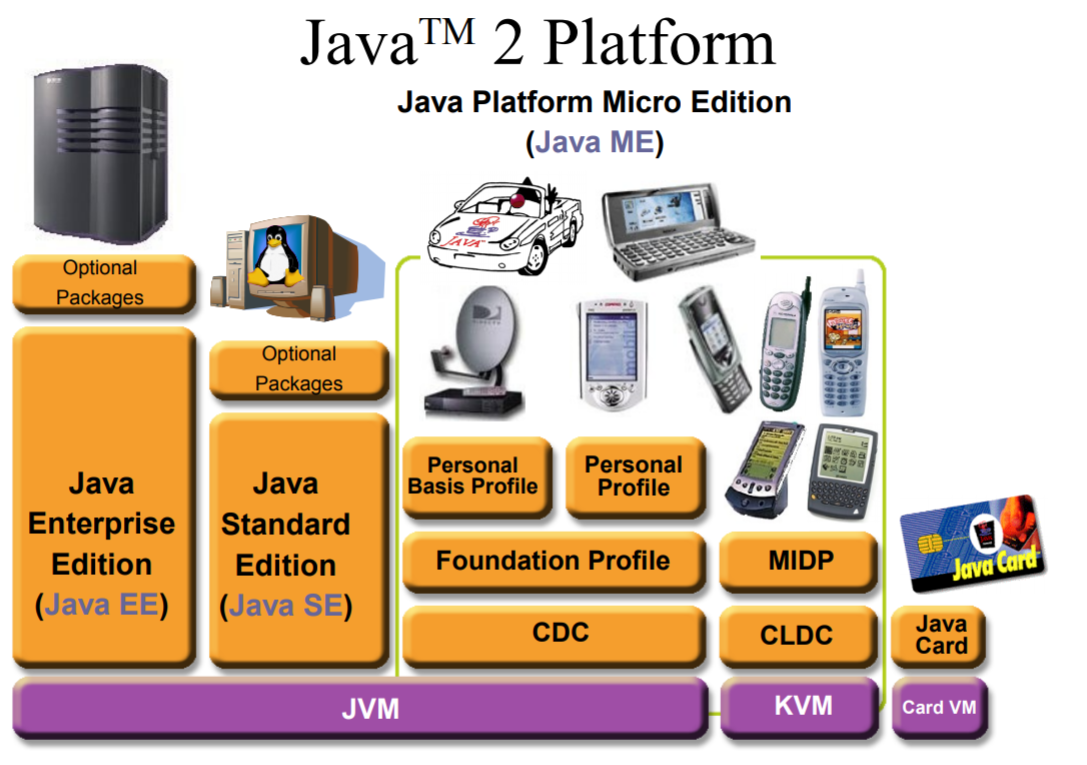 Java™ 2 Platform
Java Platform Micro Edition
(Java ME)
JAVA
DIRECTV
Optional
Packages
Optional
Packages
Java
Enterprise
Edition
(Java EE)
Java
Standard
Edition
(Java SE)
Personal
Basis Profile
Personal
Profile
Foundation Profile
MIDP
CDC
CLDC
Java Card
Java
Card
JVM
KVM
Card VM